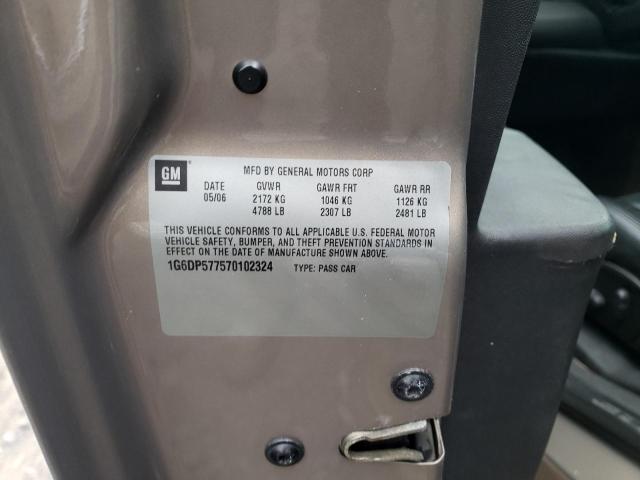 GM MFD BY GENERAL MOTORS CORP
DATE GVWR GAWR FRT GAWR RR
05/06 2172 KG 1046 KG 1126 KG
4788 LB 2307 LB 2481 LB
THIS VEHICLE CONFORMS TO ALL APPLICABLE U.S. FEDERAL MOTOR
VEHICLE SAFETY, BUMPER, AND THEFT PREVENTION STANDARDS IN
EFFECT ON THE DATE OF MANUFACTURE SHOWN ABOVE.
1G6DP577570102324 TYPE: PASS CAR